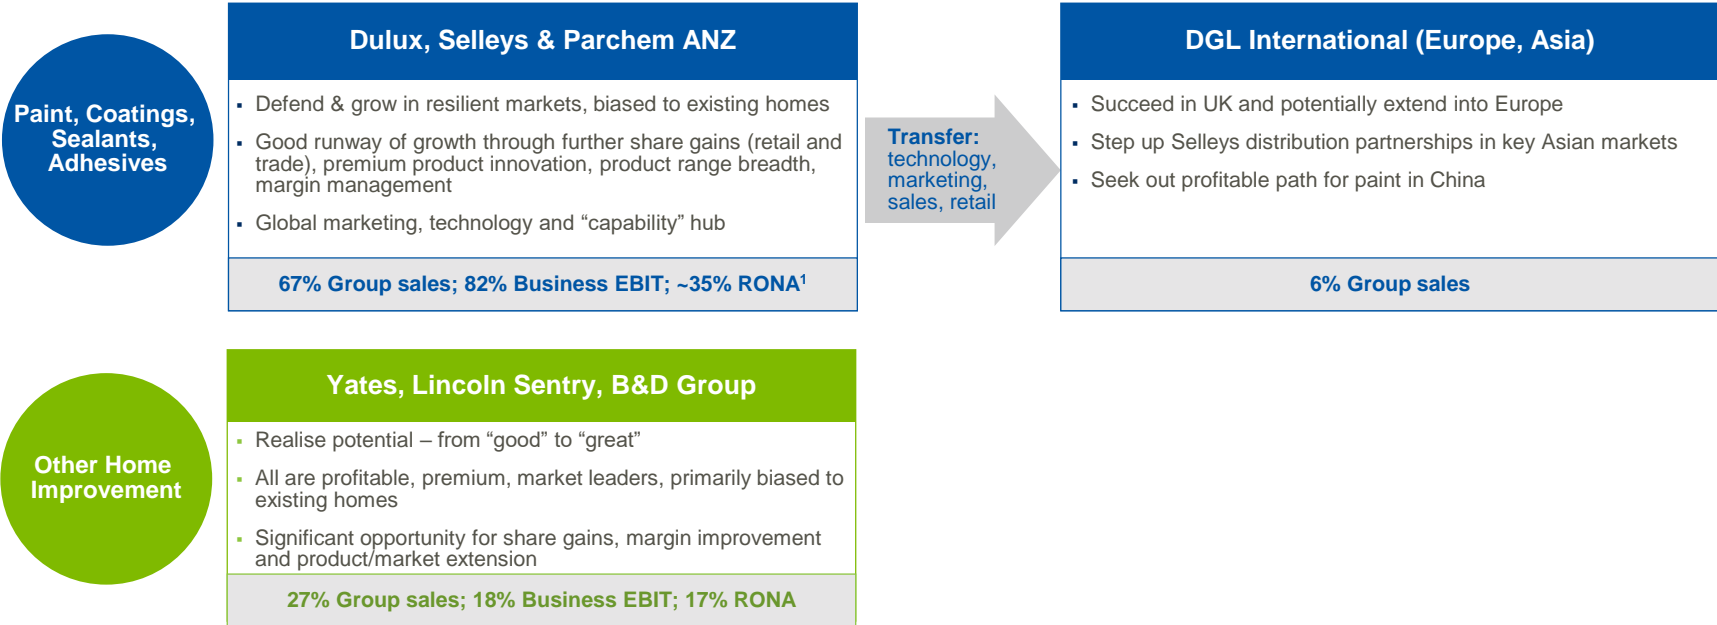 Paint, Coatings,
Sealants,
Adhesives
Dulux, Selleys & Parchem ANZ
▪ Defend & grow in resilient markets, biased to existing homes
▪ Good runway of growth through further share gains (retail and
trade), premium product innovation, product range breadth,
margin management
▪ Global marketing, technology and “capability” hub
67% Group sales; 82% Business EBIT; ~35% RONA¹
Transfer:
technology,
marketing,
sales, retail
DGL International (Europe, Asia)
▪ Succeed in UK and potentially extend into Europe
▪ Step up Selleys distribution partnerships in key Asian markets
▪ Seek out profitable path for paint in China
6% Group sales
Other Home
Improvement
Yates, Lincoln Sentry, B&D Group
▪ Realise potential – from “good” to “great”
▪ All are profitable, premium, market leaders, primarily biased to
existing homes
▪ Significant opportunity for share gains, margin improvement
and product/market extension
27% Group sales; 18% Business EBIT; 17% RONA